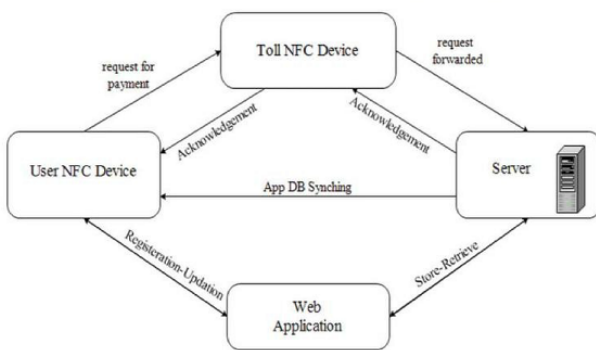 Toll NFC Device
request for
payment
request
forwarded
Acknowledgement
Acknowledgement
User NFC Device
Server
App DB Synching
Registeration-Updation
Store-Retrieve
Web
Application